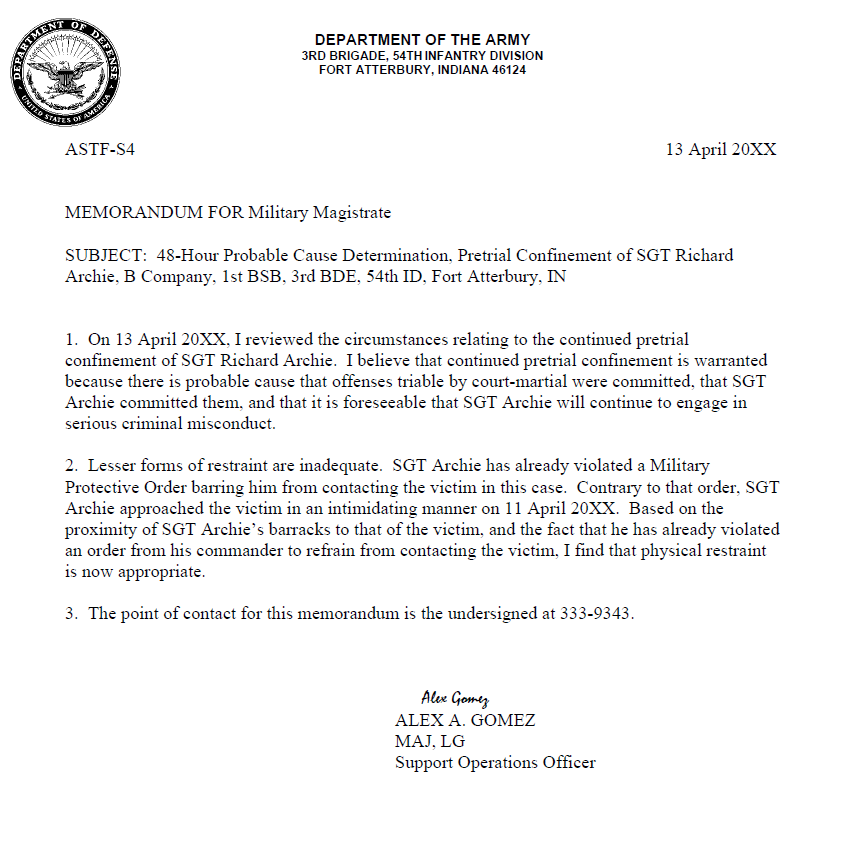 DEPARTMENT OF DEFENSE
UNITED STATES OF AMERICA
DEPARTMENT OF THE ARMY
3RD BRIGADE, 54TH INFANTRY DIVISION
FORT ATTERBURY, INDIANA 46124
ASTF-S4 13 April 20XX
MEMORANDUM FOR Military Magistrate
SUBJECT: 48-Hour Probable Cause Determination, Pretrial Confinement of SGT Richard
Archie, B Company, 1st BSB, 3rd BDE, 54th ID, Fort Atterbury, IN
1. On 13 April 20XX, I reviewed the circumstances relating to the continued pretrial
confinement of SGT Richard Archie. I believe that continued pretrial confinement is warranted
because there is probable cause that offenses triable by court-martial were committed, that SGT
Archie committed them, and that it is foreseeable that SGT Archie will continue to engage in
serious criminal misconduct.
2. Lesser forms of restraint are inadequate. SGT Archie has already violated a Military
Protective Order barring him from contacting the victim in this case. Contrary to that order, SGT
Archie approached the victim in an intimidating manner on 11 April 20XX. Based on the
proximity of SGT Archie's barracks to that of the victim, and the fact that he has already violated
an order from his commander to refrain from contacting the victim, I find that physical restraint
is now appropriate.
3. The point of contact for this memorandum is the undersigned at 333-9343.
Alex Gomez
ALEX A. GOMEZ
MAJ, LG
Support Operations Officer